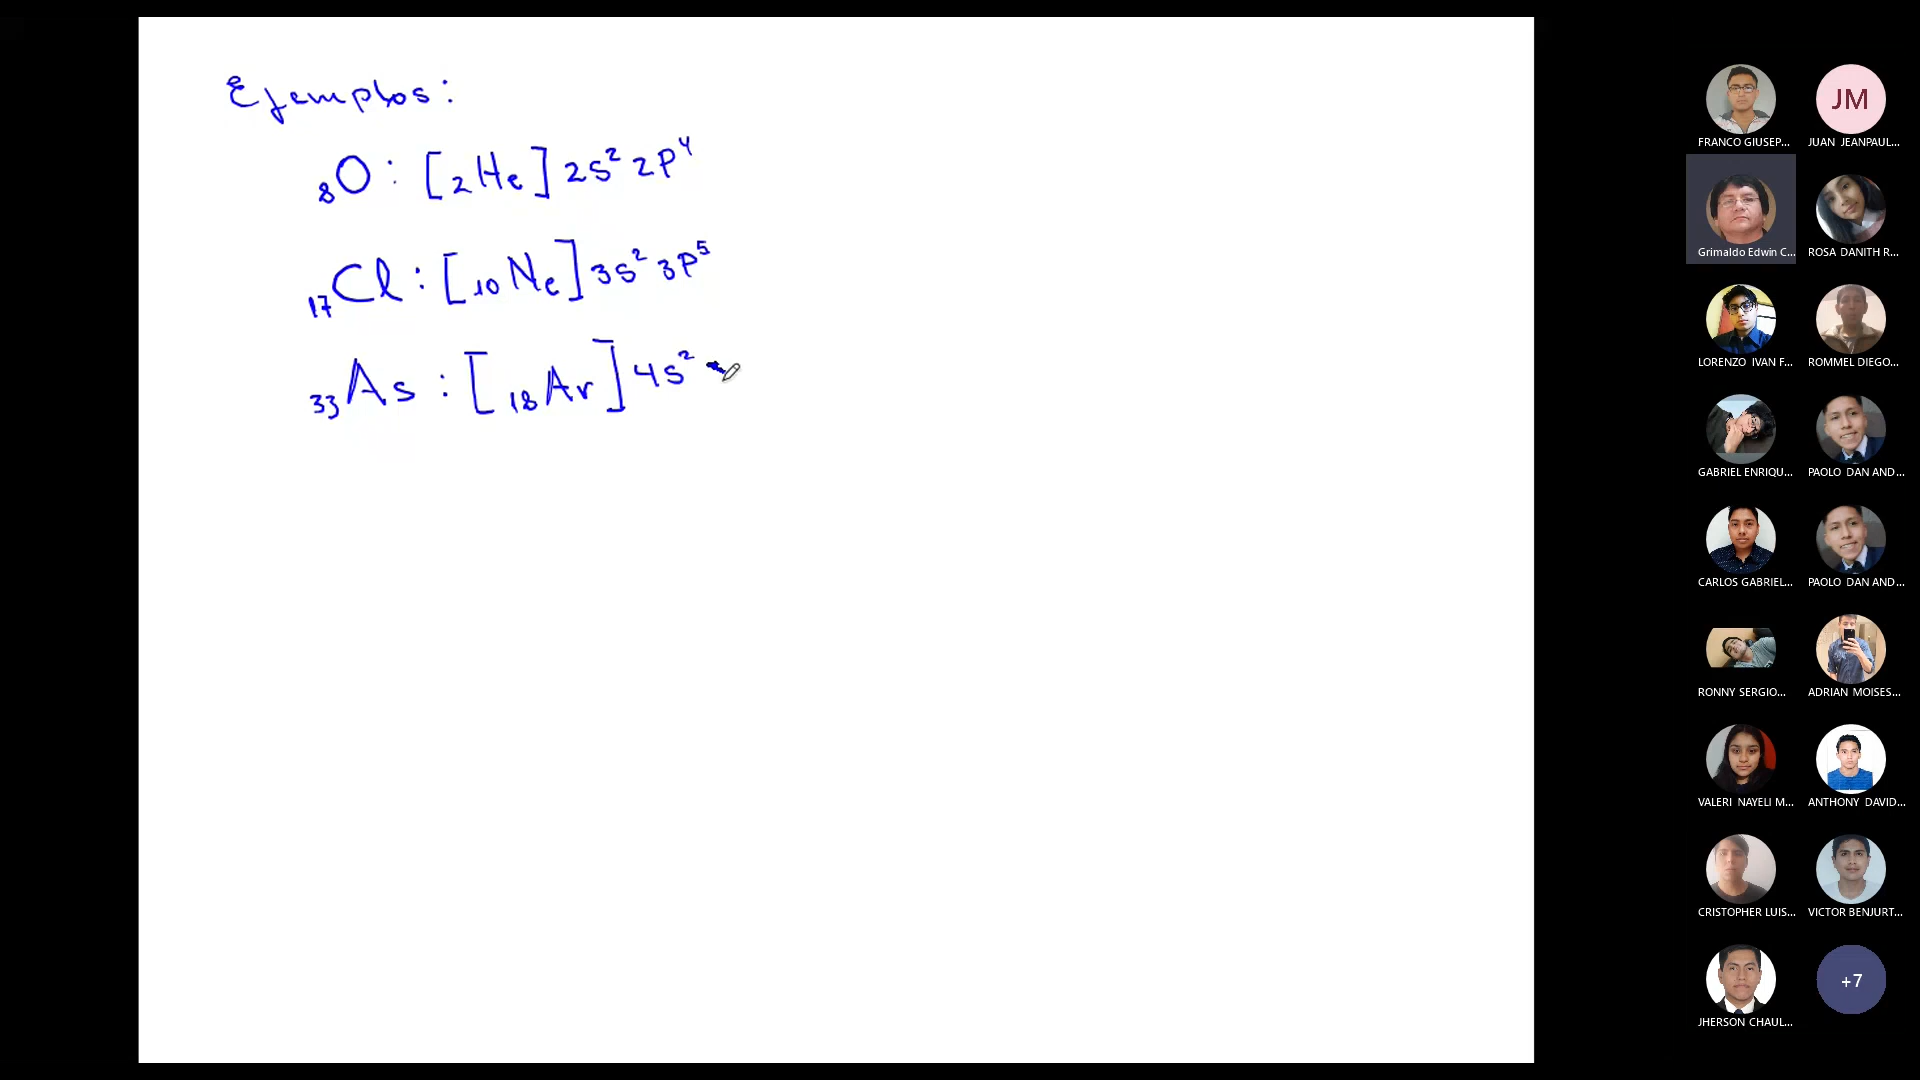 Ejemplos:
₈O : [₂He] 2s² 2p⁴
₁₇Cl : [₁₀Ne] 3s² 3p⁵
₃₃As : [₁₈Ar] 4s²
FRANCO GIUSEP...
JM
JUAN JEANPAUL...
Grimaldo Edwin C...
ROSA DANITH R...
LORENZO IVAN F...
ROMMEL DIEGO...
GABRIEL ENRIQU...
PAOLO DAN AND...
CARLOS GABRIEL...
PAOLO DAN AND...
RONNY SERGIO...
ADRIAN MOISES...
VALERI NAYELI M...
ANTHONY DAVID...
CRISTOPHER LUIS...
VICTOR BENJURT...
JHERSON CHAUL...
+7